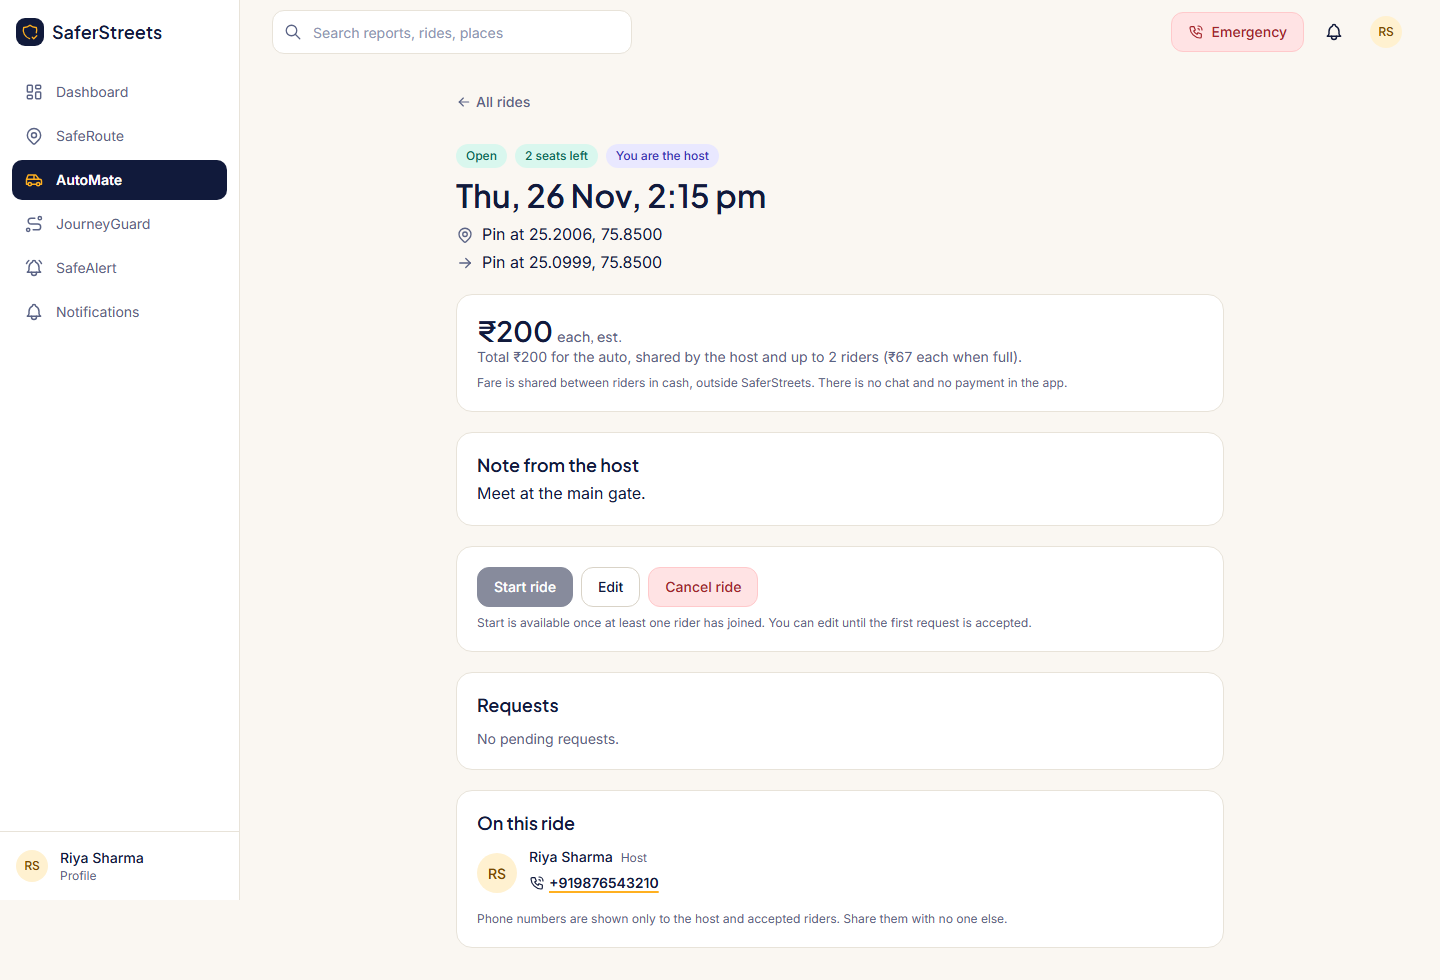 SaferStreets
Search reports, rides, places
Emergency
RS
Dashboard
SafeRoute
AutoMate
JourneyGuard
SafeAlert
Notifications
Riya Sharma
Profile
RS
All rides
Open
2 seats left
You are the host
Thu, 26 Nov, 2:15 pm
Pin at 25.2006, 75.8500
Pin at 25.0999, 75.8500
₹200 each, est.
Total ₹200 for the auto, shared by the host and up to 2 riders (₹67 each when full).
Fare is shared between riders in cash, outside SaferStreets. There is no chat and no payment in the app.
Note from the host
Meet at the main gate.
Start ride
Edit
Cancel ride
Start is available once at least one rider has joined. You can edit until the first request is accepted.
Requests
No pending requests.
On this ride
RS
Riya Sharma Host
+919876543210
Phone numbers are shown only to the host and accepted riders. Share them with no one else.